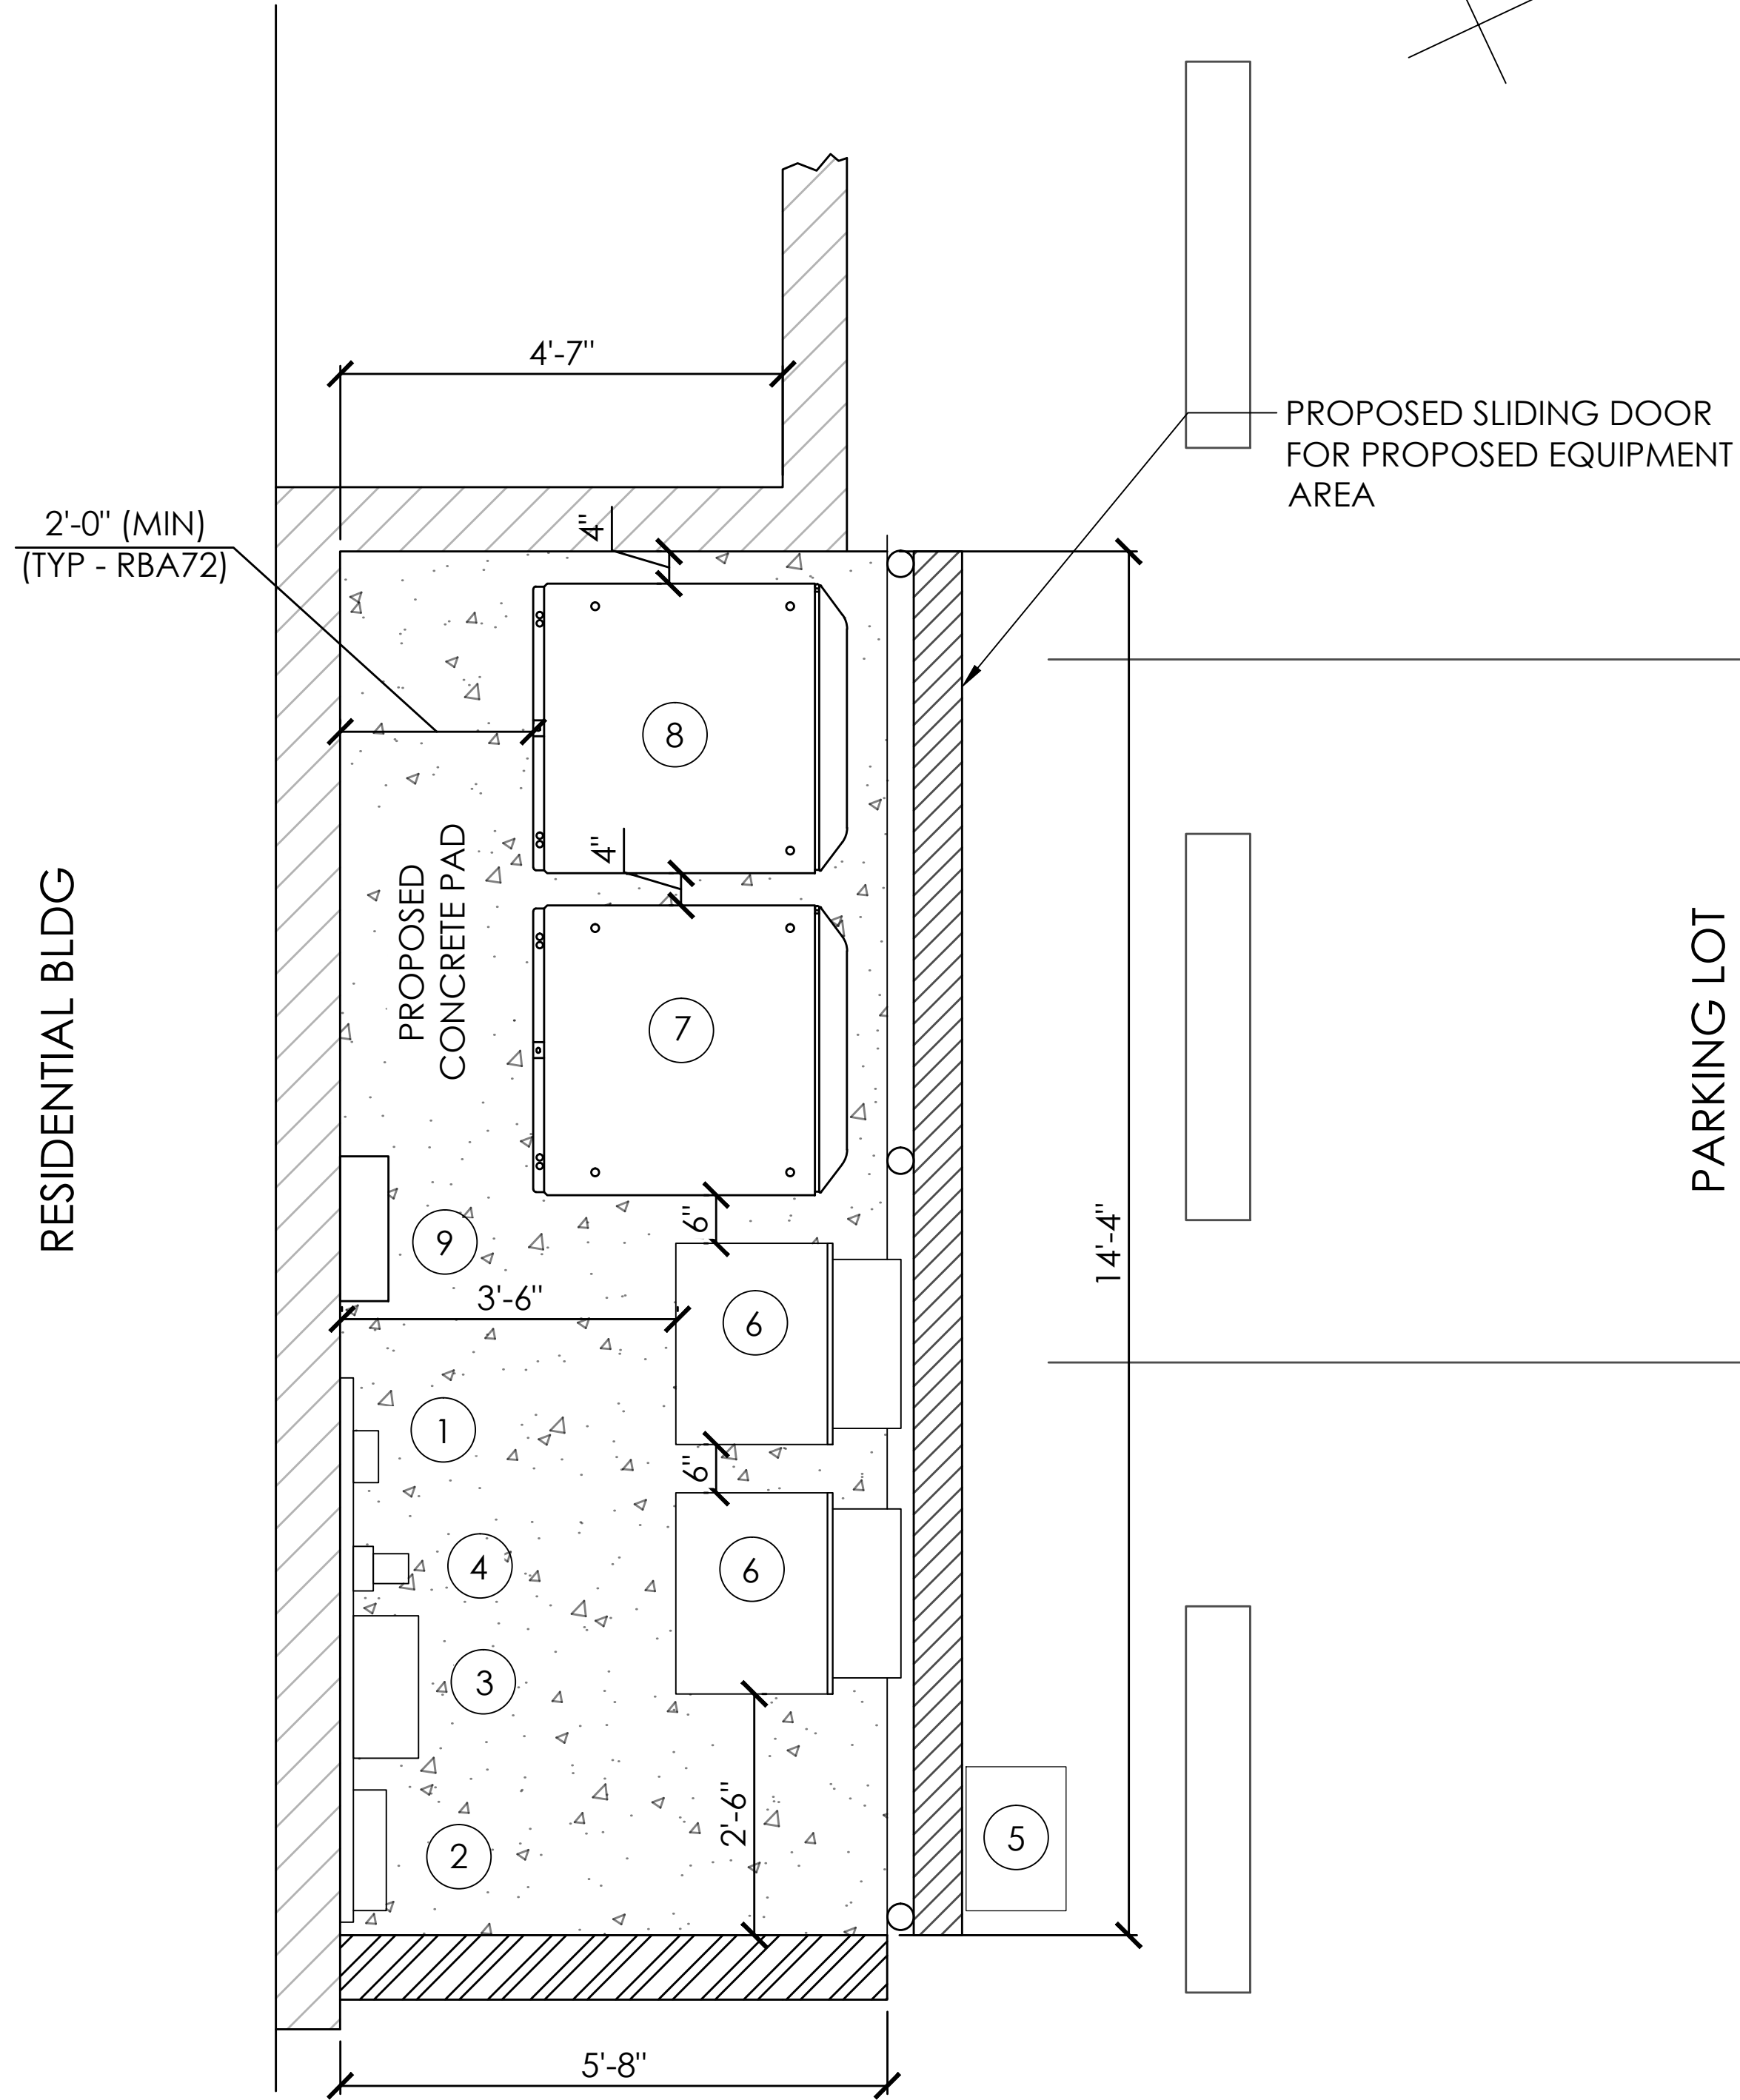 4'-7"
PROPOSED SLIDING DOOR
FOR PROPOSED EQUIPMENT
AREA
2'-0" (MIN)
(TYP - RBA72)
4"
8
4"
PROPOSED
CONCRETE PAD
RESIDENTIAL BLDG
PARKING LOT
7
6"
9
14'-4"
3'-6"
6
1
6"
4
6
3
2'-6"
5
2
5'-8"